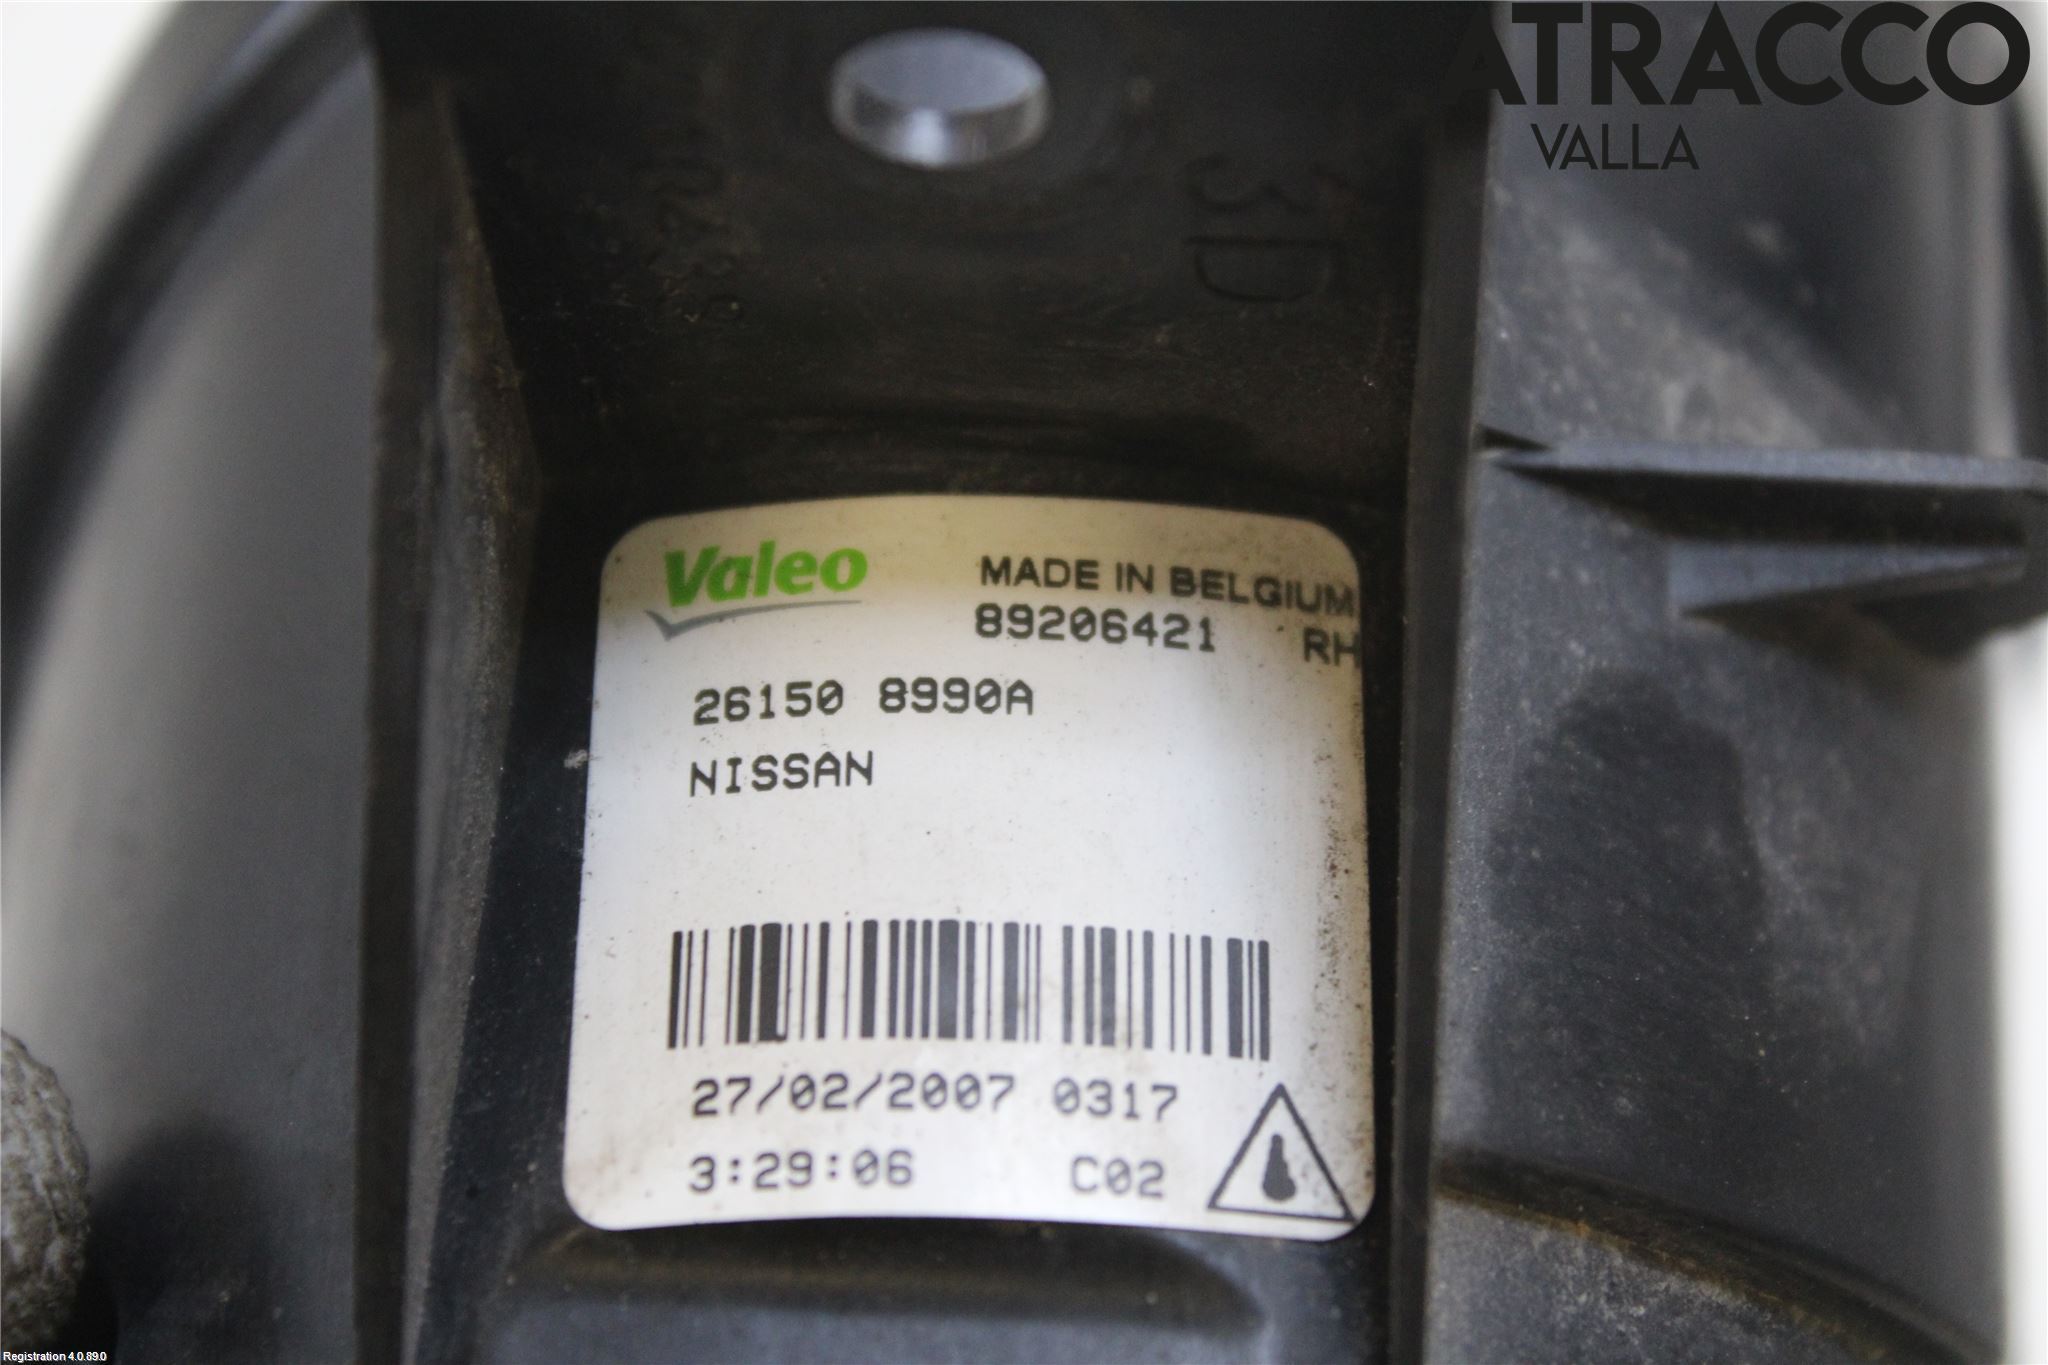 ATRACCO
VALLA
3D
Valeo
MADE IN BELGIUM
89206421 RH
26150 8990A
NISSAN
27/02/2007 0317
3:29:06 C02
Registration 4.0.89.0